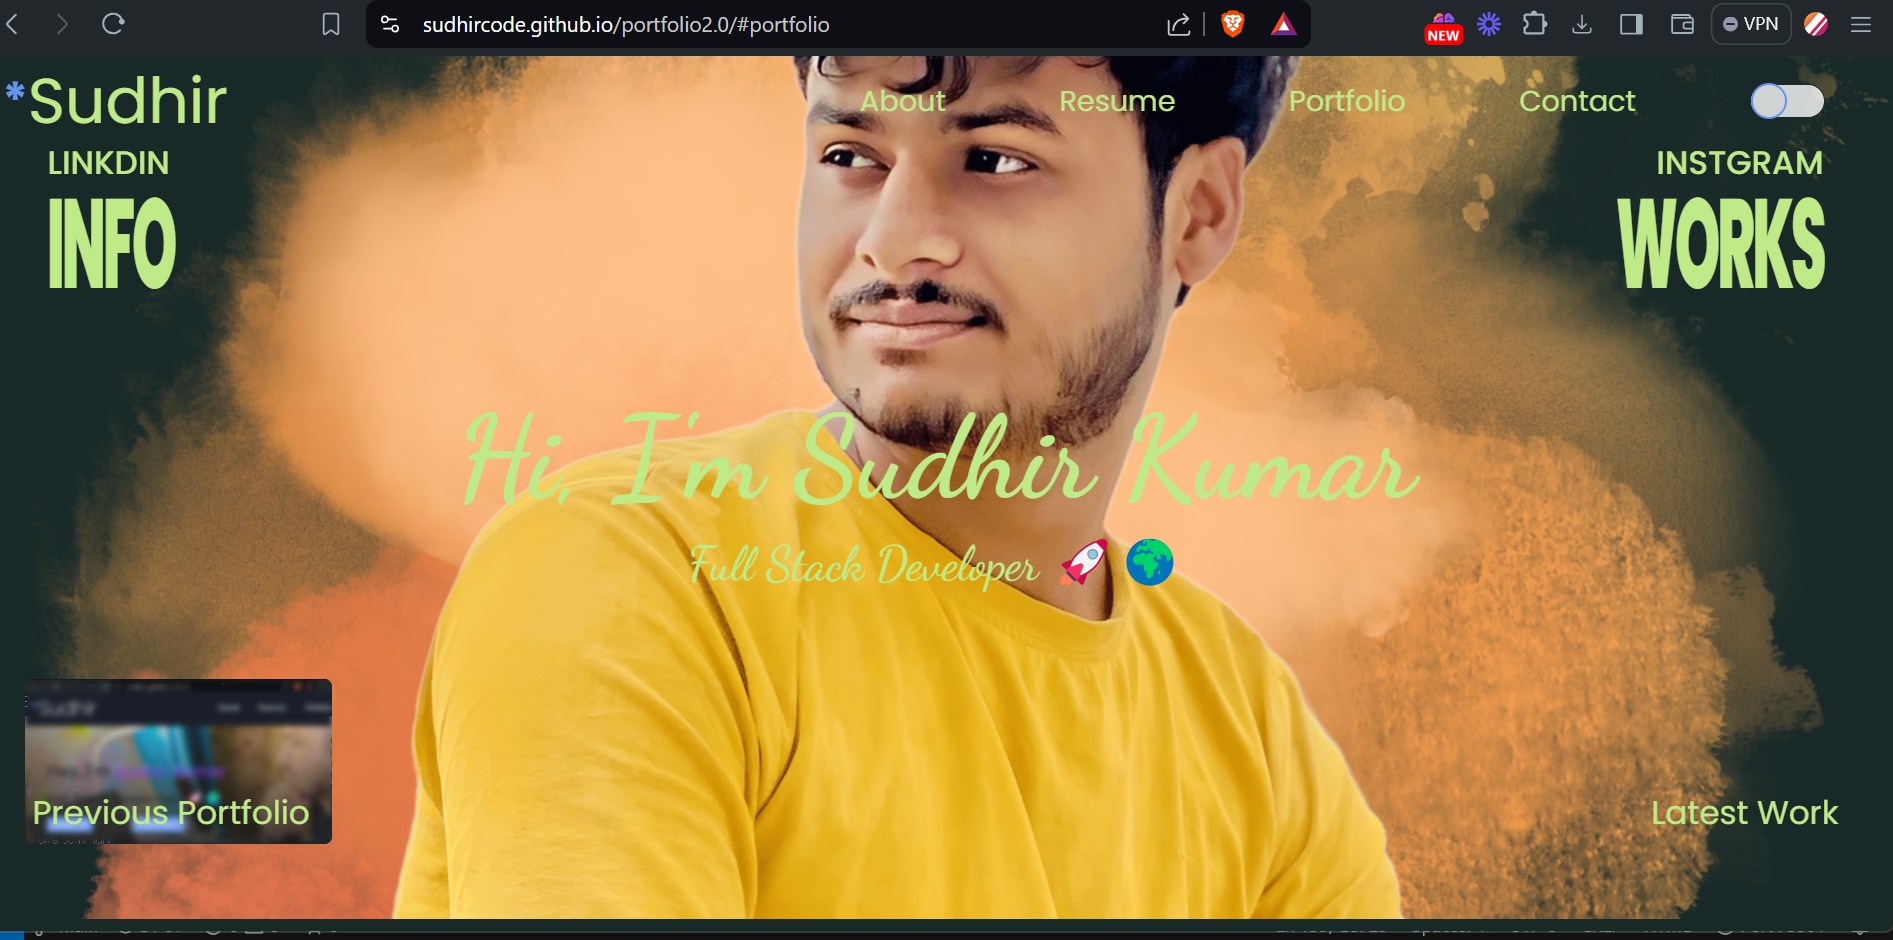 sudhircode.github.io/portfolio2.0/#portfolio
NEW
VPN
*Sudhir
About
Resume
Portfolio
Contact
LINKDIN
INSTGRAM
INFO
WORKS
Hi, I'm Sudhir Kumar
Full Stack Developer 🚀 🌍
Sudhir
Previous Portfolio
Latest Work